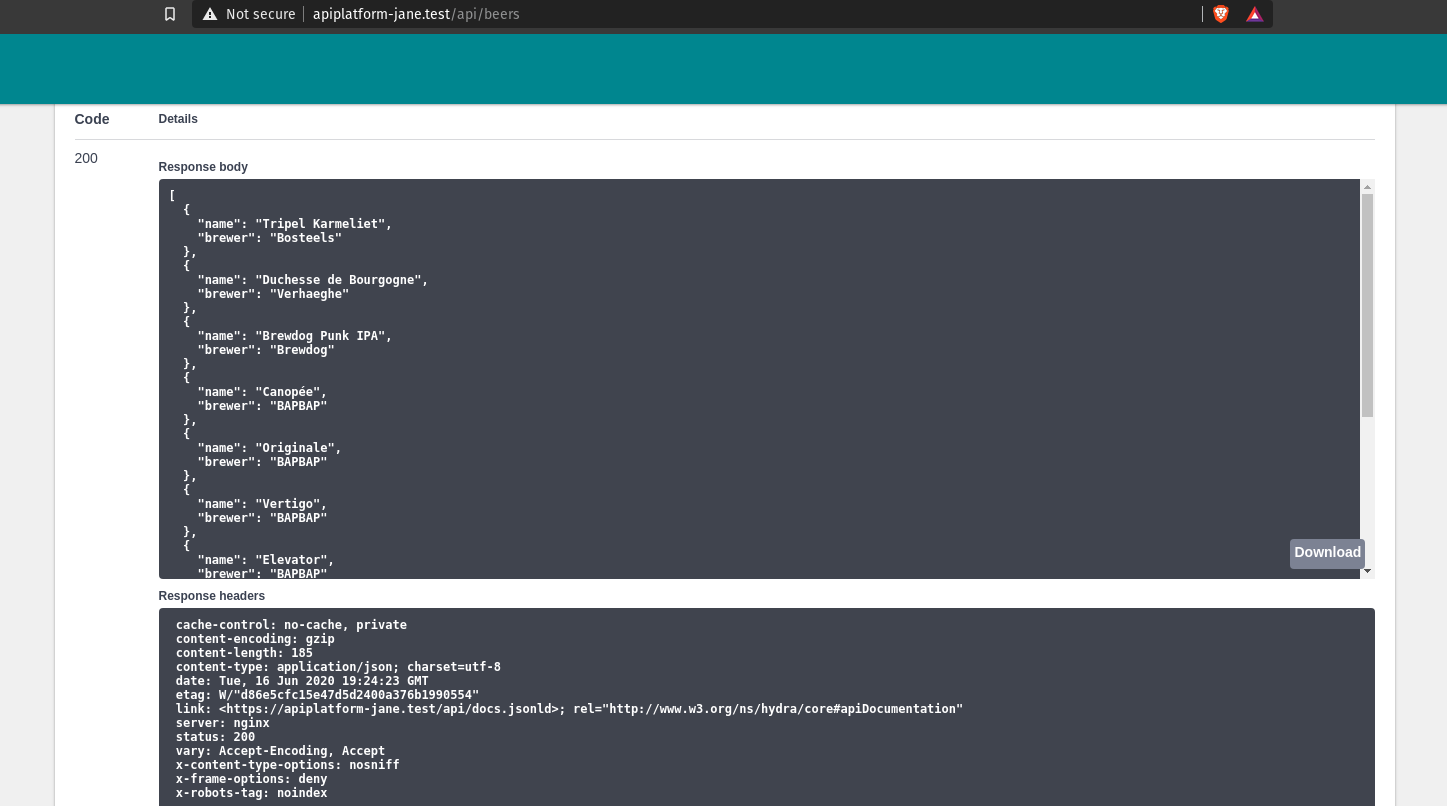 Not secure apiplatform-jane.test/api/beers
Code Details
200
Response body
[
  {
    "name": "Tripel Karmeliet",
    "brewer": "Bosteels"
  },
  {
    "name": "Duchesse de Bourgogne",
    "brewer": "Verhaeghe"
  },
  {
    "name": "Brewdog Punk IPA",
    "brewer": "Brewdog"
  },
  {
    "name": "Canopée",
    "brewer": "BAPBAP"
  },
  {
    "name": "Originale",
    "brewer": "BAPBAP"
  },
  {
    "name": "Vertigo",
    "brewer": "BAPBAP"
  },
  {
    "name": "Elevator",
    "brewer": "BAPBAP"
Download
Response headers
cache-control: no-cache, private
content-encoding: gzip
content-length: 185
content-type: application/json; charset=utf-8
date: Tue, 16 Jun 2020 19:24:23 GMT
etag: W/"d86e5cfc15e47d5d2400a376b1990554"
link: <https://apiplatform-jane.test/api/docs.jsonld>; rel="http://www.w3.org/ns/hydra/core#apiDocumentation"
server: nginx
status: 200
vary: Accept-Encoding, Accept
x-content-type-options: nosniff
x-frame-options: deny
x-robots-tag: noindex